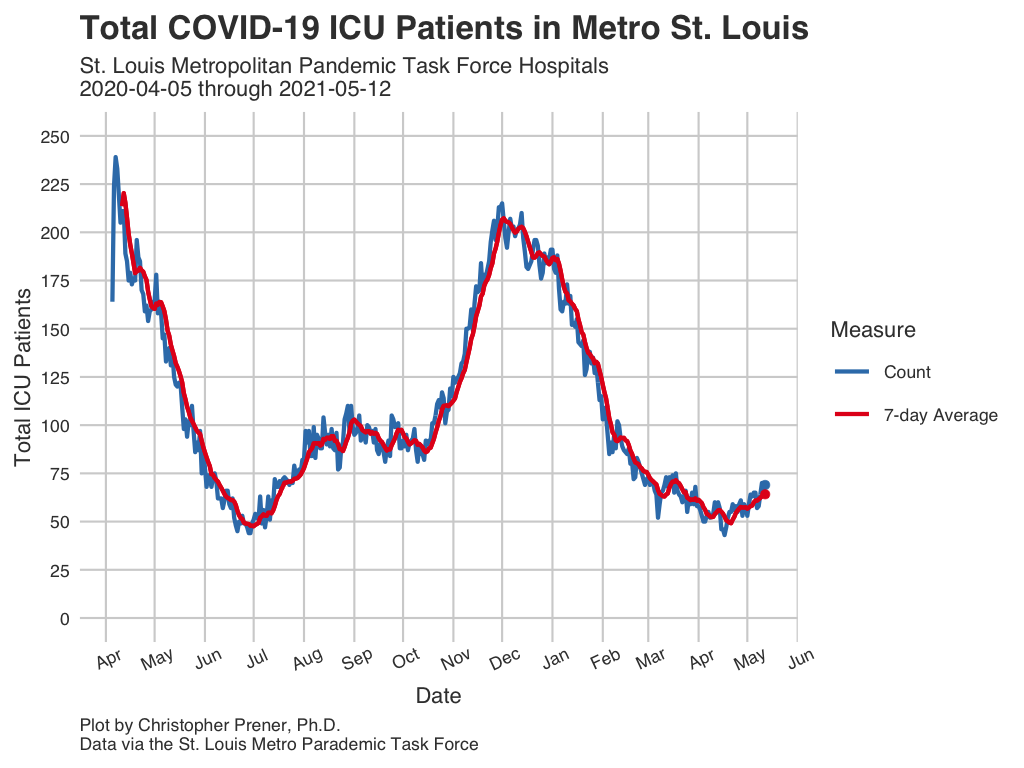 Total COVID-19 ICU Patients in Metro St. Louis
St. Louis Metropolitan Pandemic Task Force Hospitals
2020-04-05 through 2021-05-12
Total ICU Patients
250
225
200
175
150
125
100
75
50
25
0
Apr
May
Jun
Jul
Aug
Sep
Oct
Nov
Dec
Jan
Feb
Mar
Apr
May
Jun
Date
Measure
Count
7-day Average
Plot by Christopher Prener, Ph.D.
Data via the St. Louis Metro Parademic Task Force